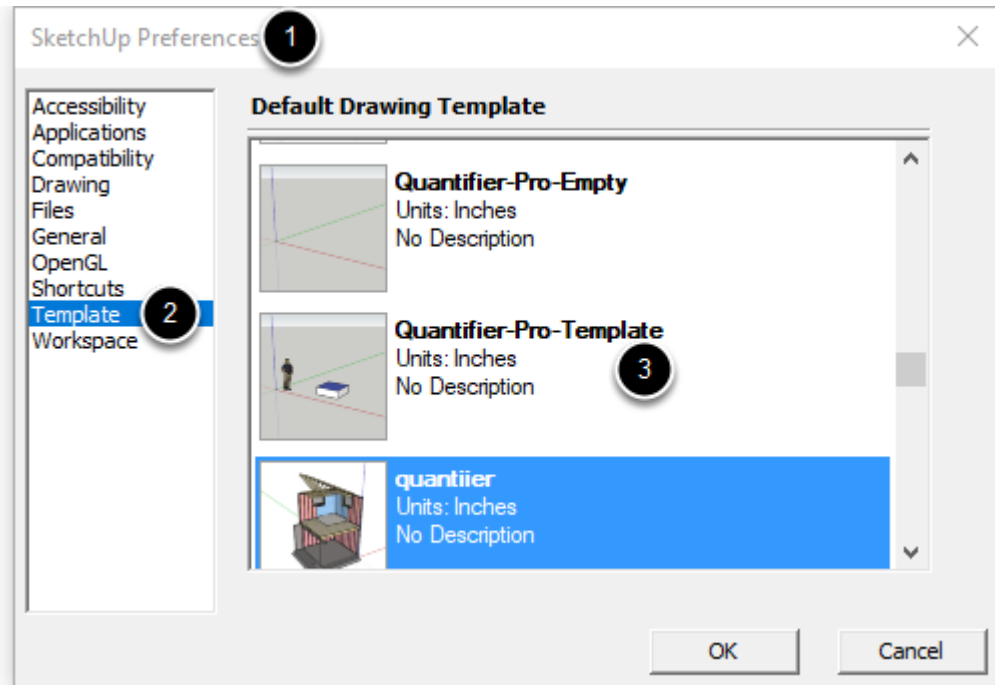 SketchUp Preferences 1
Accessibility
Applications
Compatibility
Drawing
Files
General
OpenGL
Shortcuts
Template 2
Workspace
Default Drawing Template
Quantifier-Pro-Empty
Units: Inches
No Description
Quantifier-Pro-Template
Units: Inches
3
No Description
quantiier
Units: Inches
No Description
OK
Cancel